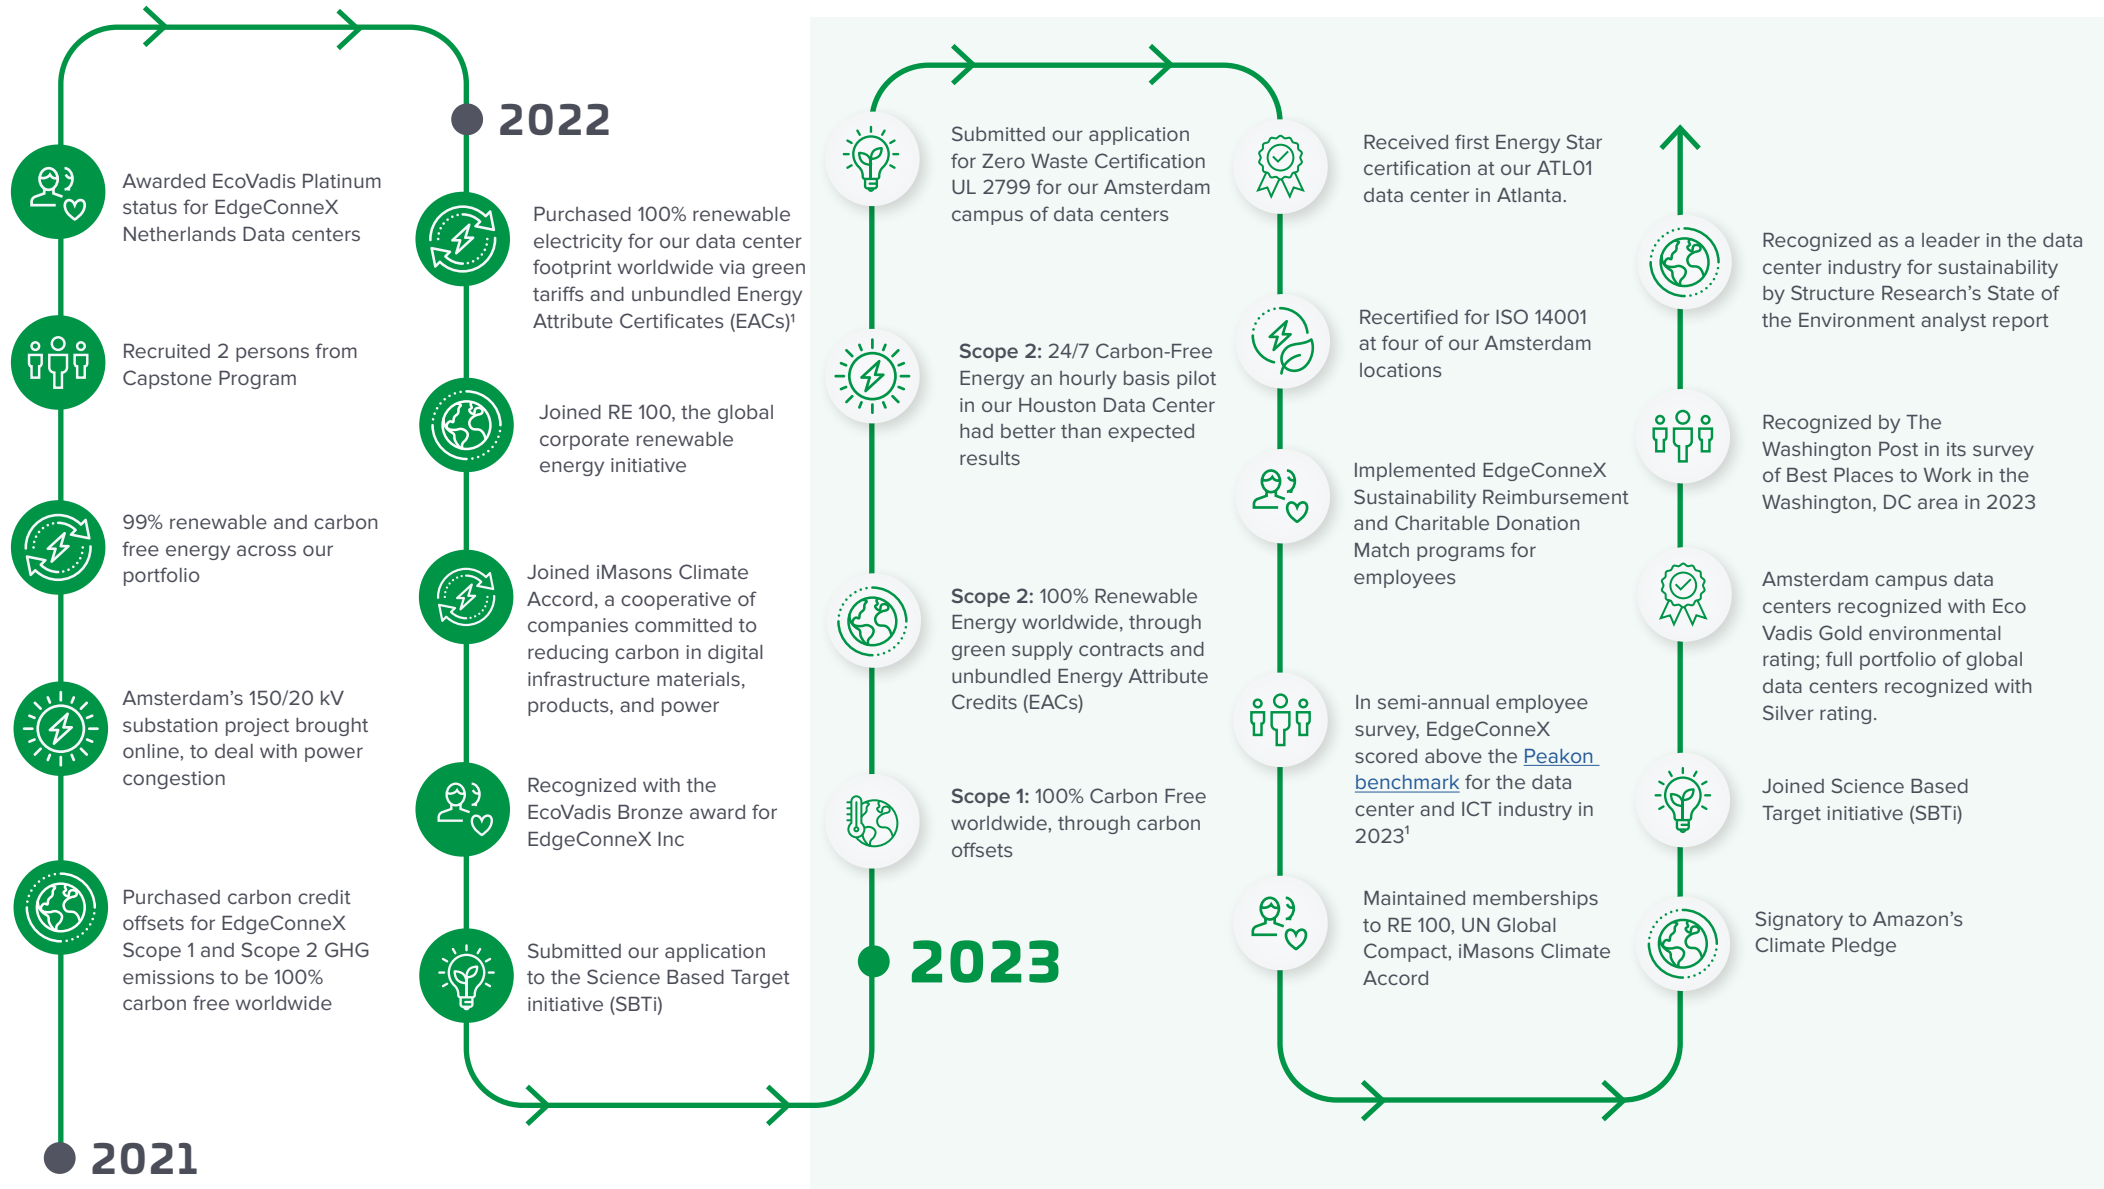 2021
Purchased carbon credit
offsets for EdgeConneX
Scope 1 and Scope 2 GHG
emissions to be 100%
carbon free worldwide
Amsterdam's 150/20 kV
substation project brought
online, to deal with power
congestion
99% renewable and carbon
free energy across our
portfolio
Recruited 2 persons from
Capstone Program
Awarded EcoVadis Platinum
status for EdgeConneX
Netherlands Data centers
2022
Purchased 100% renewable
electricity for our data center
footprint worldwide via green
tariffs and unbundled Energy
Attribute Certificates (EACs)¹
Joined RE 100, the global
corporate renewable
energy initiative
Joined iMasons Climate
Accord, a cooperative of
companies committed to
reducing carbon in digital
infrastructure materials,
products, and power
Recognized with the
EcoVadis Bronze award for
EdgeConneX Inc
Submitted our application
to the Science Based Target
initiative (SBTi)
2023
Scope 1: 100% Carbon Free
worldwide, through carbon
offsets
Scope 2: 100% Renewable
Energy worldwide, through
green supply contracts and
unbundled Energy Attribute
Credits (EACs)
Scope 2: 24/7 Carbon-Free
Energy an hourly basis pilot
in our Houston Data Center
had better than expected
results
Submitted our application
for Zero Waste Certification
UL 2799 for our Amsterdam
campus of data centers
Received first Energy Star
certification at our ATL01
data center in Atlanta.
Recertified for ISO 14001
at four of our Amsterdam
locations
Implemented EdgeConneX
Sustainability Reimbursement
and Charitable Donation
Match programs for
employees
In semi-annual employee
survey, EdgeConneX
scored above the Peakon
benchmark for the data
center and ICT industry in
2023¹
Maintained memberships
to RE 100, UN Global
Compact, iMasons Climate
Accord
Signatory to Amazon's
Climate Pledge
Joined Science Based
Target initiative (SBTi)
Amsterdam campus data
centers recognized with Eco
Vadis Gold environmental
rating; full portfolio of global
data centers recognized with
Silver rating.
Recognized by The
Washington Post in its survey
of Best Places to Work in the
Washington, DC area in 2023
Recognized as a leader in the data
center industry for sustainability
by Structure Research's State of
the Environment analyst report